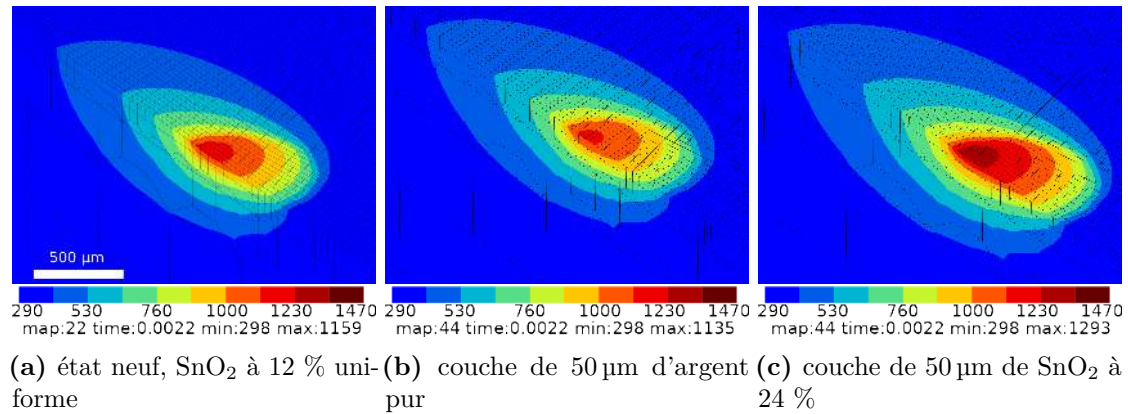 500 µm
290 530 760 1000 1230 1470
map:22 time:0.0022 min:298 max:1159
290 530 760 1000 1230 1470
map:44 time:0.0022 min:298 max:1135
290 530 760 1000 1230 1470
map:44 time:0.0022 min:298 max:1293
(a) état neuf, SnO₂ à 12 % uni-
forme
(b) couche de 50 µm d'argent
pur
(c) couche de 50 µm de SnO₂ à
24 %